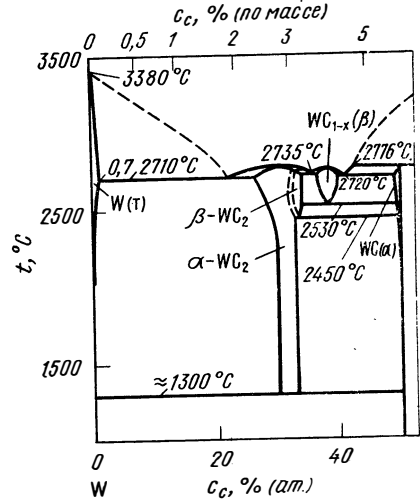 c_c, % (по массе)
0 0,5 1 2 3 5
3500
3380°C
WC₁₋ₓ(β)
2735°C
2776°C
0,7, 2710°C
2720°C
W(т)
2500
β-WC₂
2530°C
WC(α)
α-WC₂
2450°C
t, °C
1500
≈1300°C
0 20 40
W
c_c, % (ат.)